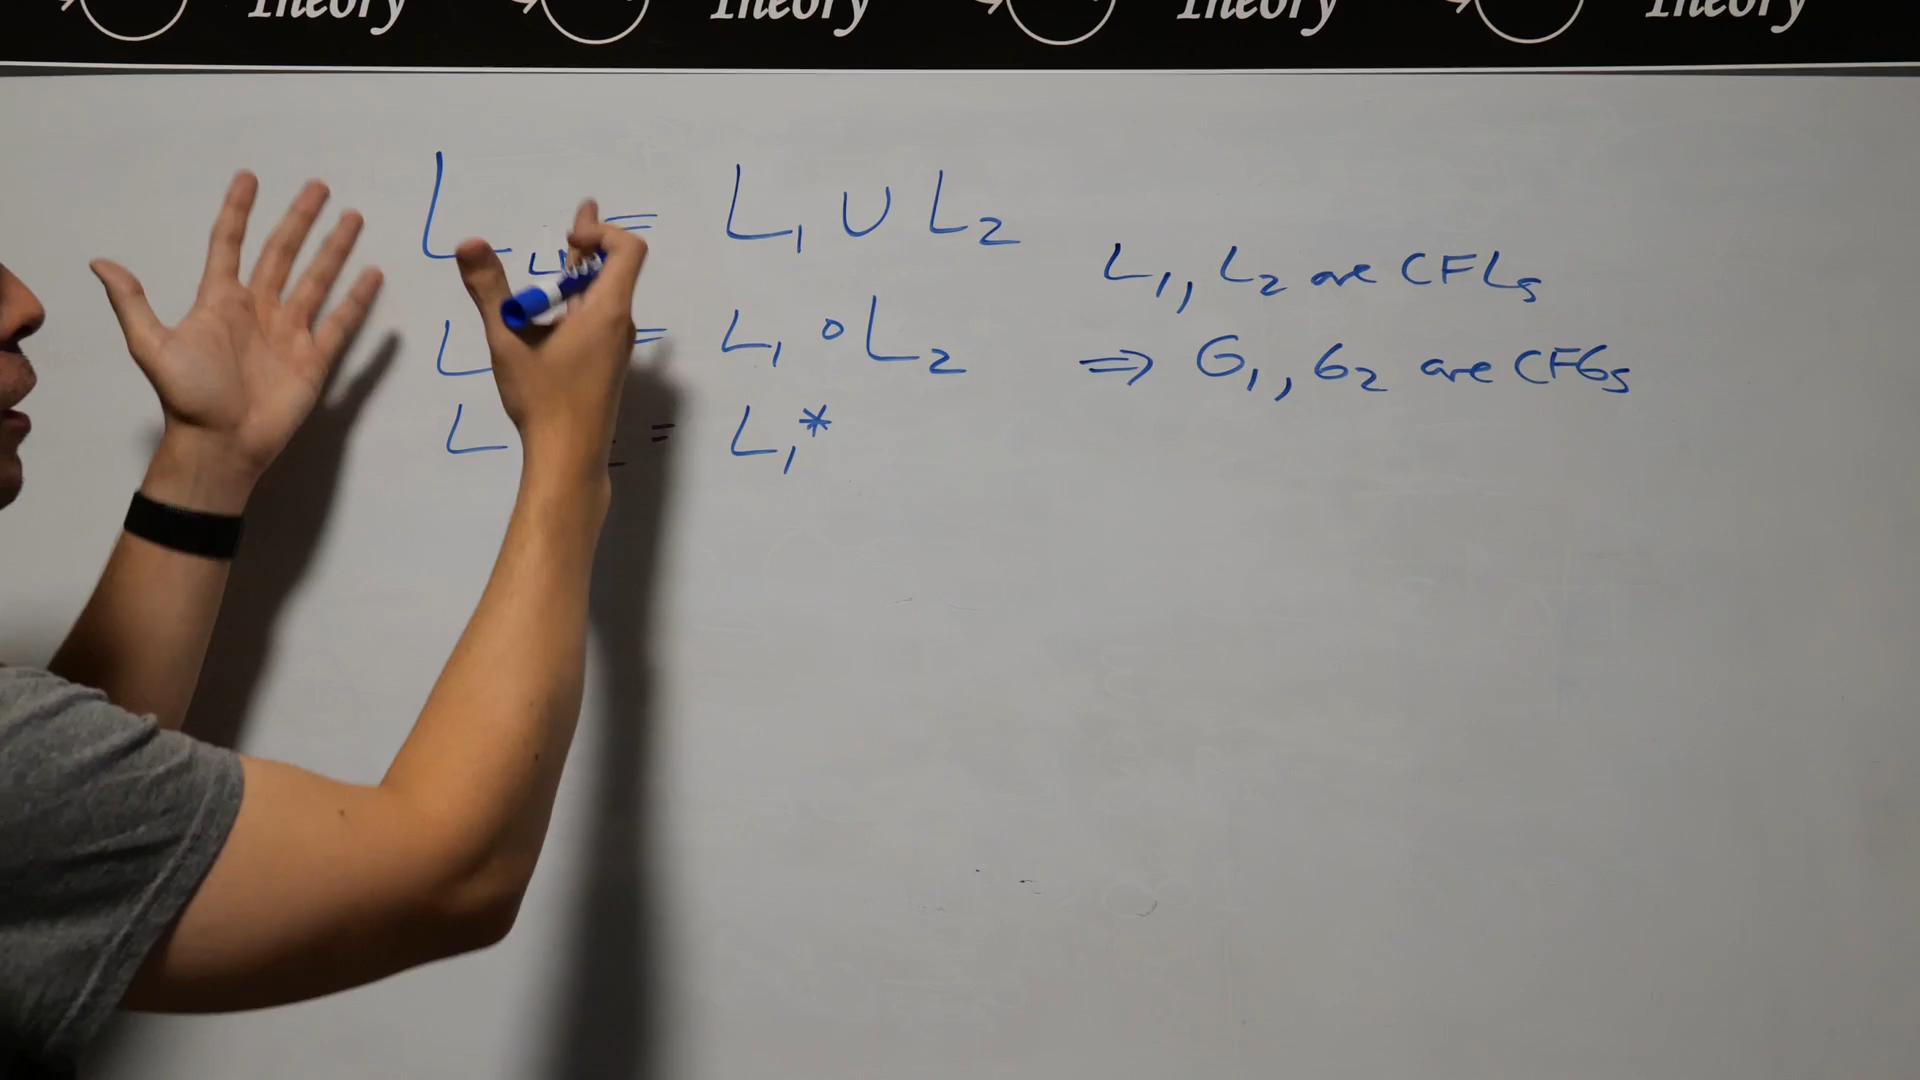 Theory Theory Theory Theory
L = L₁ ∪ L₂
L = L₁ ∘ L₂
L = L₁*
L₁, L₂ are CFLs
⇒ G₁, G₂ are CFGs